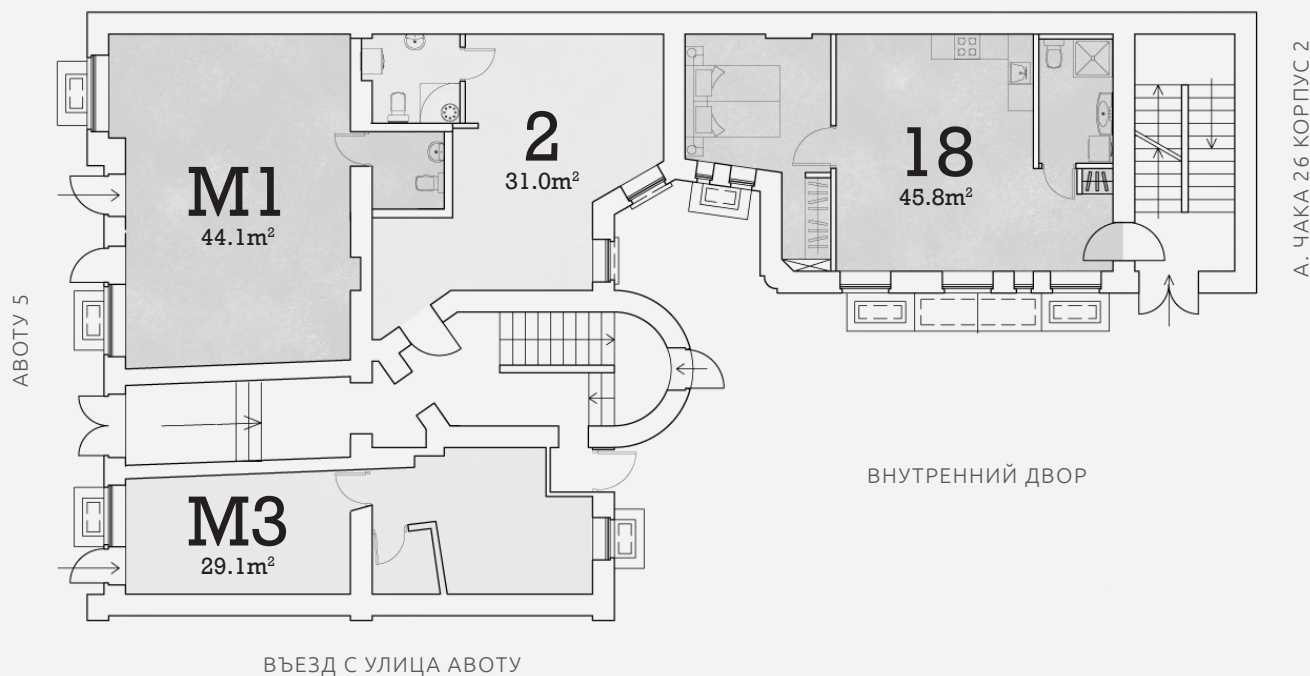 M1
44.1m²
2
31.0m²
18
45.8m²
А. ЧАКА 26 КОРПУС 2
АВОТУ 5
ВНУТРЕННИЙ ДВОР
M3
29.1m²
ВЪЕЗД С УЛИЦА АВОТУ